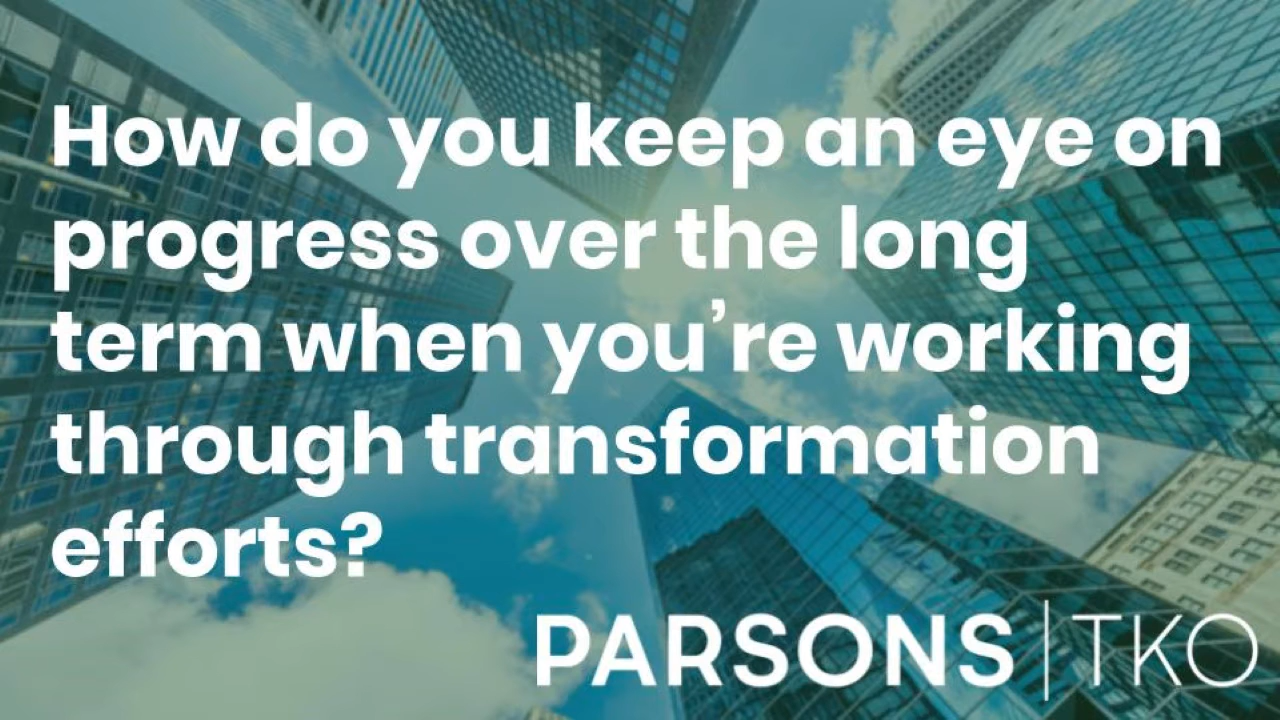 How do you keep an eye on
progress over the long
term when you’re working
through transformation
efforts?
PARSONS|TKO